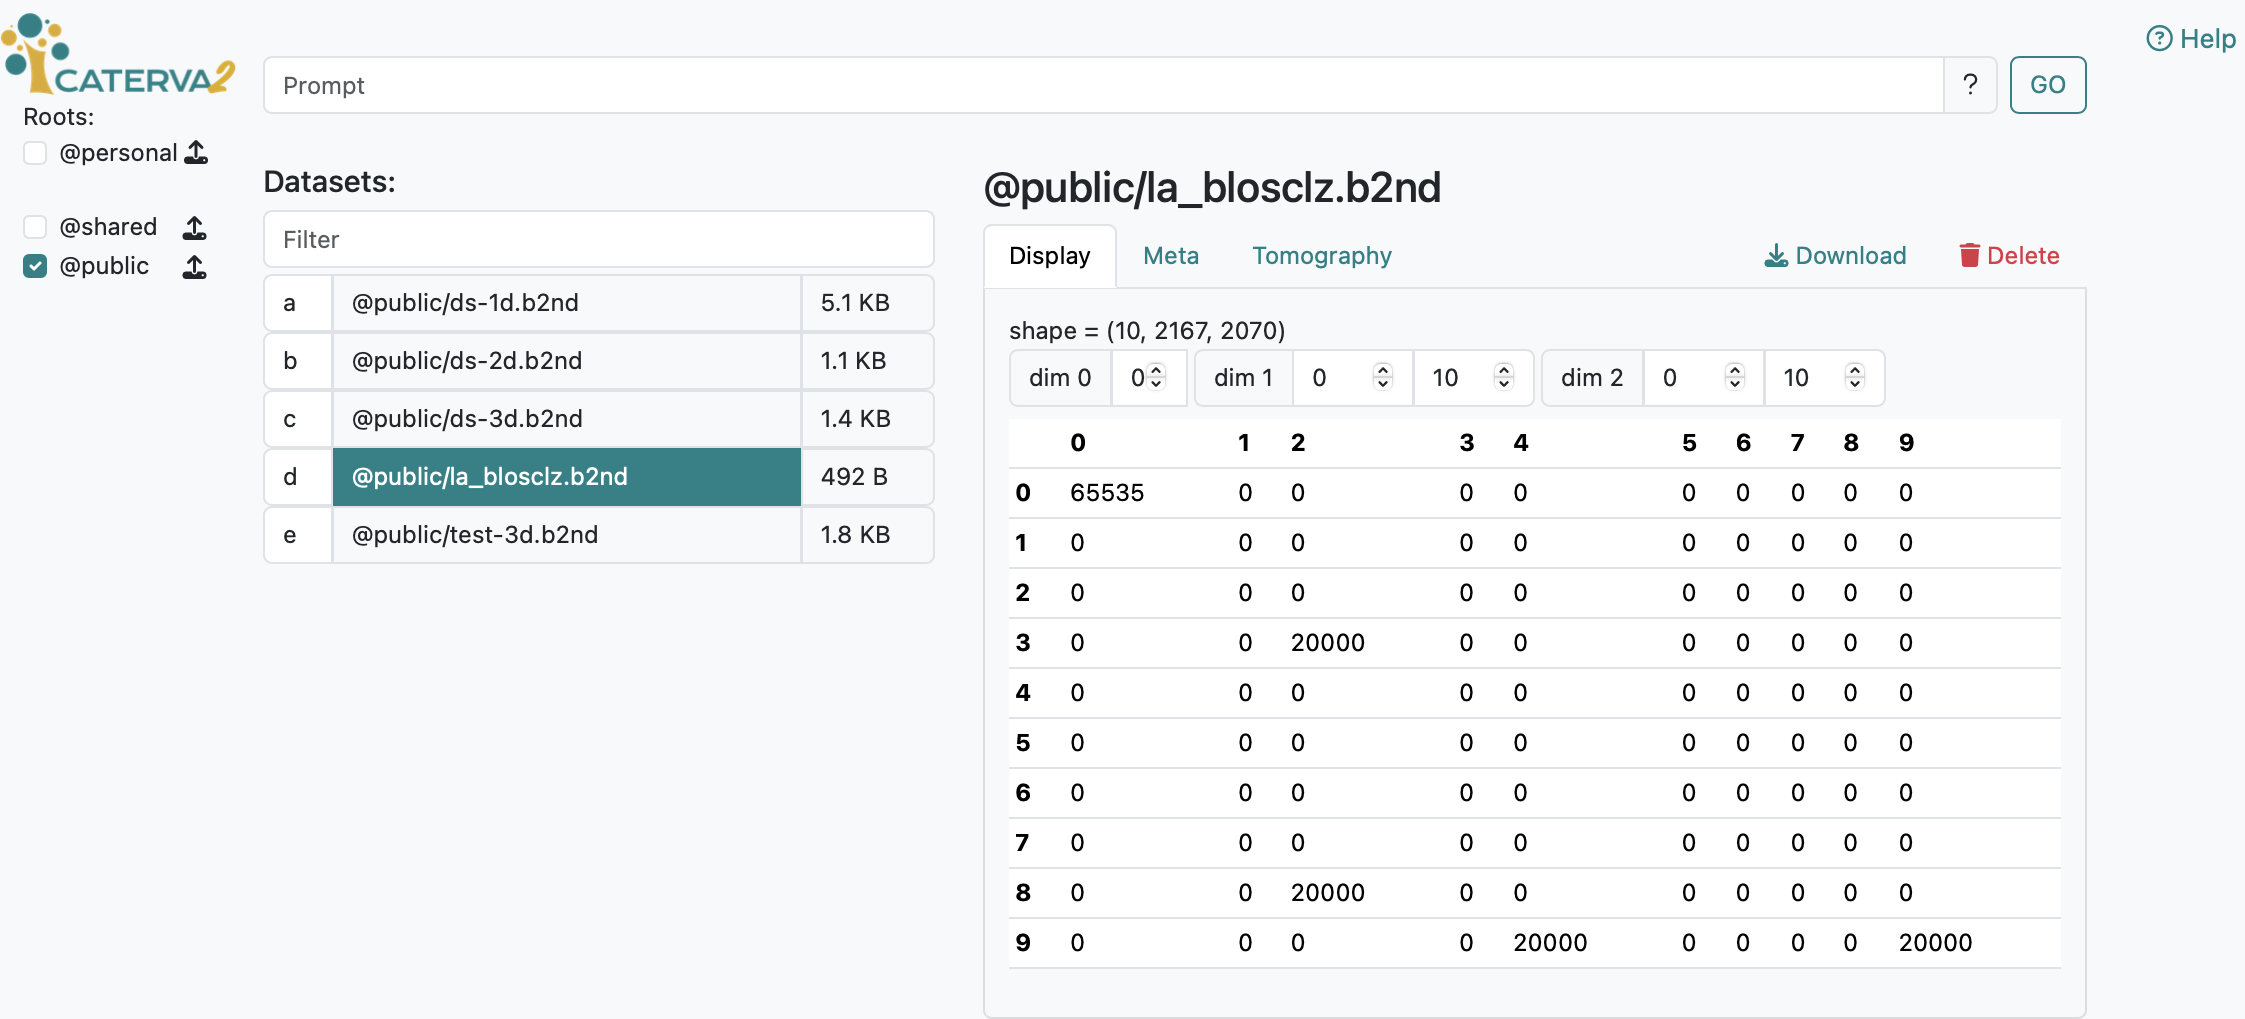 CATERVA2
Help
Prompt ? GO
Roots:
@personal
@shared
@public
Datasets:
Filter
a @public/ds-1d.b2nd 5.1 KB
b @public/ds-2d.b2nd 1.1 KB
c @public/ds-3d.b2nd 1.4 KB
d @public/la_blosclz.b2nd 492 B
e @public/test-3d.b2nd 1.8 KB
@public/la_blosclz.b2nd
Display Meta Tomography Download Delete
shape = (10, 2167, 2070)
dim 0 0 dim 1 0 10 dim 2 0 10
0 1 2 3 4 5 6 7 8 9
0 65535 0 0 0 0 0 0 0 0 0
1 0 0 0 0 0 0 0 0 0 0
2 0 0 0 0 0 0 0 0 0 0
3 0 0 20000 0 0 0 0 0 0 0
4 0 0 0 0 0 0 0 0 0 0
5 0 0 0 0 0 0 0 0 0 0
6 0 0 0 0 0 0 0 0 0 0
7 0 0 0 0 0 0 0 0 0 0
8 0 0 20000 0 0 0 0 0 0 0
9 0 0 0 0 20000 0 0 0 0 20000